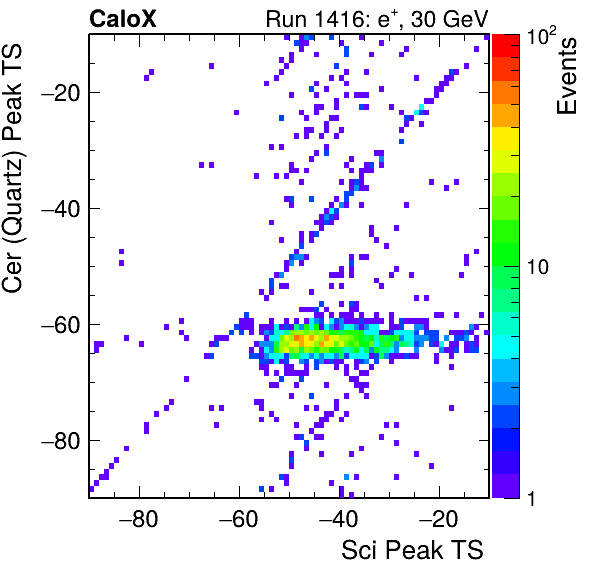 CaloX Run 1416: e⁺, 30 GeV
Cer (Quartz) Peak TS
−20
−40
−60
−80
−80 −60 −40 −20
Sci Peak TS
10²
10
1
Events